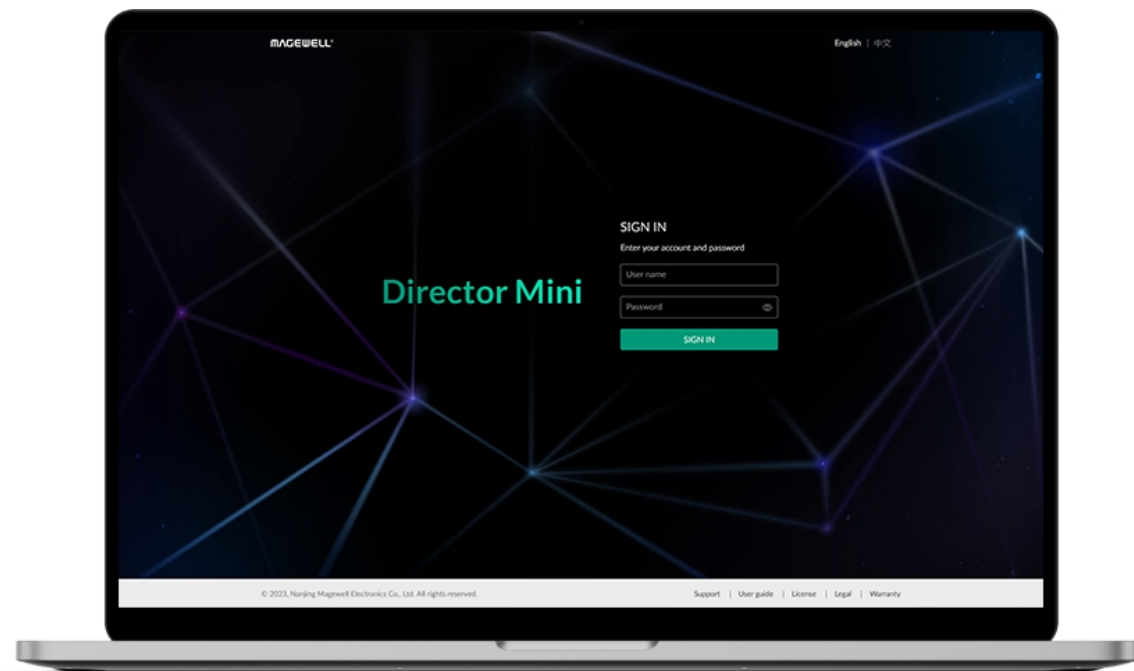 MAGEWELL®
English | 中文
SIGN IN
Enter your account and password
User name
Director Mini
Password
SIGN IN
© 2023, Nanjing Magewell Electronics Co., Ltd. All rights reserved.
Support | User guide | License | Legal | Warranty